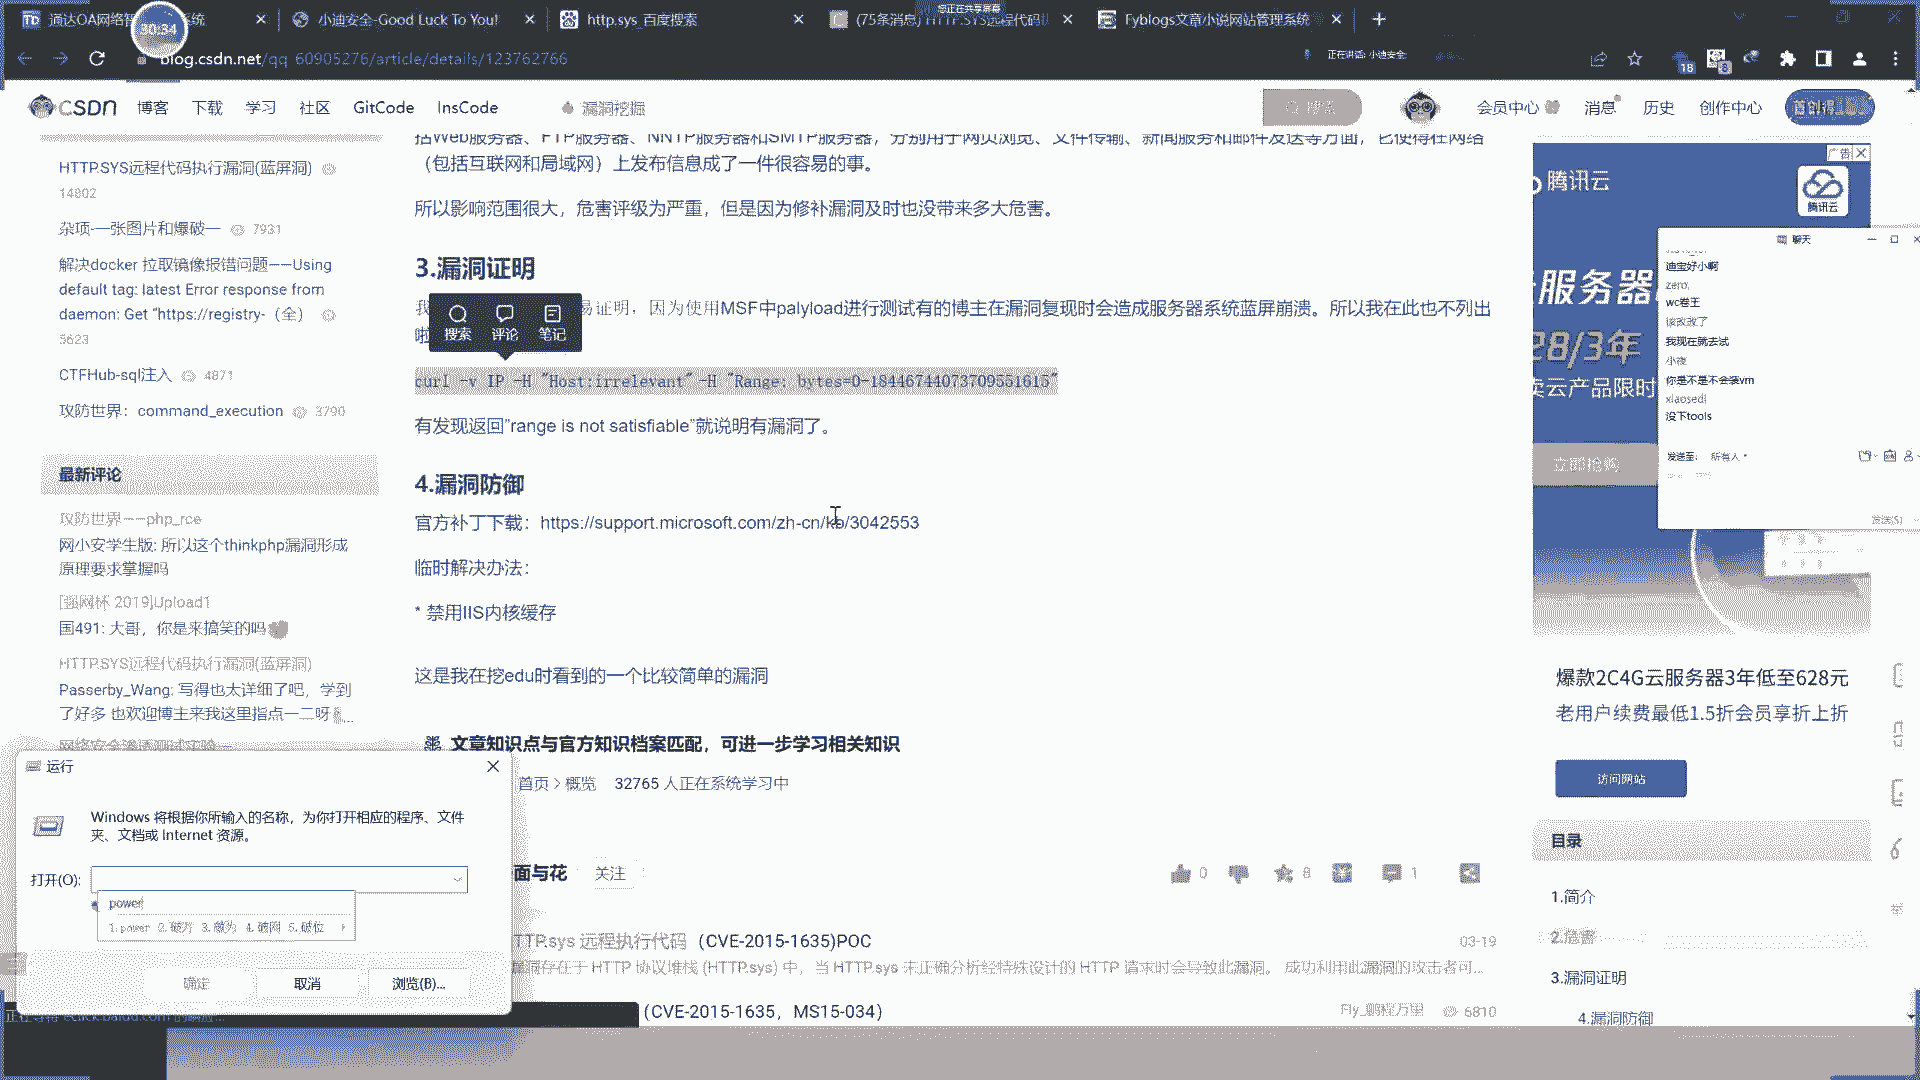 通达OA网络智 系统
小迪安全-Good Luck To You!
http.sys_百度搜索
(75条消息) HTTP.SYS远程代码
Fyblogs文章小说网站管理系统
您正在共享屏幕
30:34
blog.csdn.net/qq_60905276/article/details/123762766
正在讲话: 小迪安全
18
8
CSDN
博客
下载
学习
社区
GitCode
InsCode
漏洞挖掘
搜索
会员中心
消息
历史
创作中心
HTTP.SYS远程代码执行漏洞(蓝屏洞)
14802
杂项-一张图片和爆破一 7931
解决docker 拉取镜像报错问题——Using
default tag: latest Error response from
daemon: Get "https://registry-（全）
5623
CTFHub-sql注入 4871
攻防世界：command_execution 3790
最新评论
攻防世界——php_rce
网小安学生版: 所以这个thinkphp漏洞形成
原理要求掌握吗
[强网杯 2019]Upload1
国491: 大哥，你是来搞笑的吗
HTTP.SYS远程代码执行漏洞(蓝屏洞)
Passerby_Wang: 写得也太详细了吧，学到
了好多 也欢迎博主来我这里指点一二呀
括Web服务器、FTP服务器、NNTP服务器和SMTP服务器，分别用于网页浏览、文件传输、新闻服务和邮件发送等方面，它使得在网络
（包括互联网和局域网）上发布信息成了一件很容易的事。
所以影响范围很大，危害评级为严重，但是因为修补漏洞及时也没带来多大危害。
3.漏洞证明
我 易证明，因为使用MSF中palyload进行测试有的博主在漏洞复现时会造成服务器系统蓝屏崩溃。所以我在此也不列出
啦
搜索
评论
笔记
curl -v IP -H "Host:irrelevant" -H "Range: bytes=0-18446744073709551615"
有发现返回"range is not satisfiable"就说明有漏洞了。
4.漏洞防御
官方补丁下载：https://support.microsoft.com/zh-cn/kb/3042553
临时解决办法：
* 禁用IIS内核缓存
这是我在挖edu时看到的一个比较简单的漏洞
文章知识点与官方知识档案匹配，可进一步学习相关知识
首页 > 概览 32765 人正在系统学习中
面与花
关注
0
8
1
TTP.sys 远程执行代码 （CVE-2015-1635)POC
03-19
漏洞存在于 HTTP 协议堆栈 (HTTP.sys) 中，当 HTTP.sys 未正确分析经特殊设计的 HTTP 请求时会导致此漏洞。 成功利用此漏洞的攻击者可...
(CVE-2015-1635，MS15-034)
Fly_鹏程万里 6810
广告
腾讯云
腾讯云
服务器
28/3年
卖云产品限时
立即抢购
聊天
迪宝好小啊
zero,
wc卷王
该改改了
我现在就去试
小夜
你是不是不会装vm
xiaosedi
没下tools
发送至: 所有人
发送(S)
爆款2C4G云服务器3年低至628元
老用户续费最低1.5折会员享折上折
访问网站
目录
1.简介
2.危害
3.漏洞证明
4.漏洞防御
运行
Windows 将根据你所输入的名称，为你打开相应的程序、文件
夹、文档或 Internet 资源。
打开(O):
power
1.power 2.破万 3.破为 4.破网 5.破位
确定
取消
浏览(B)...